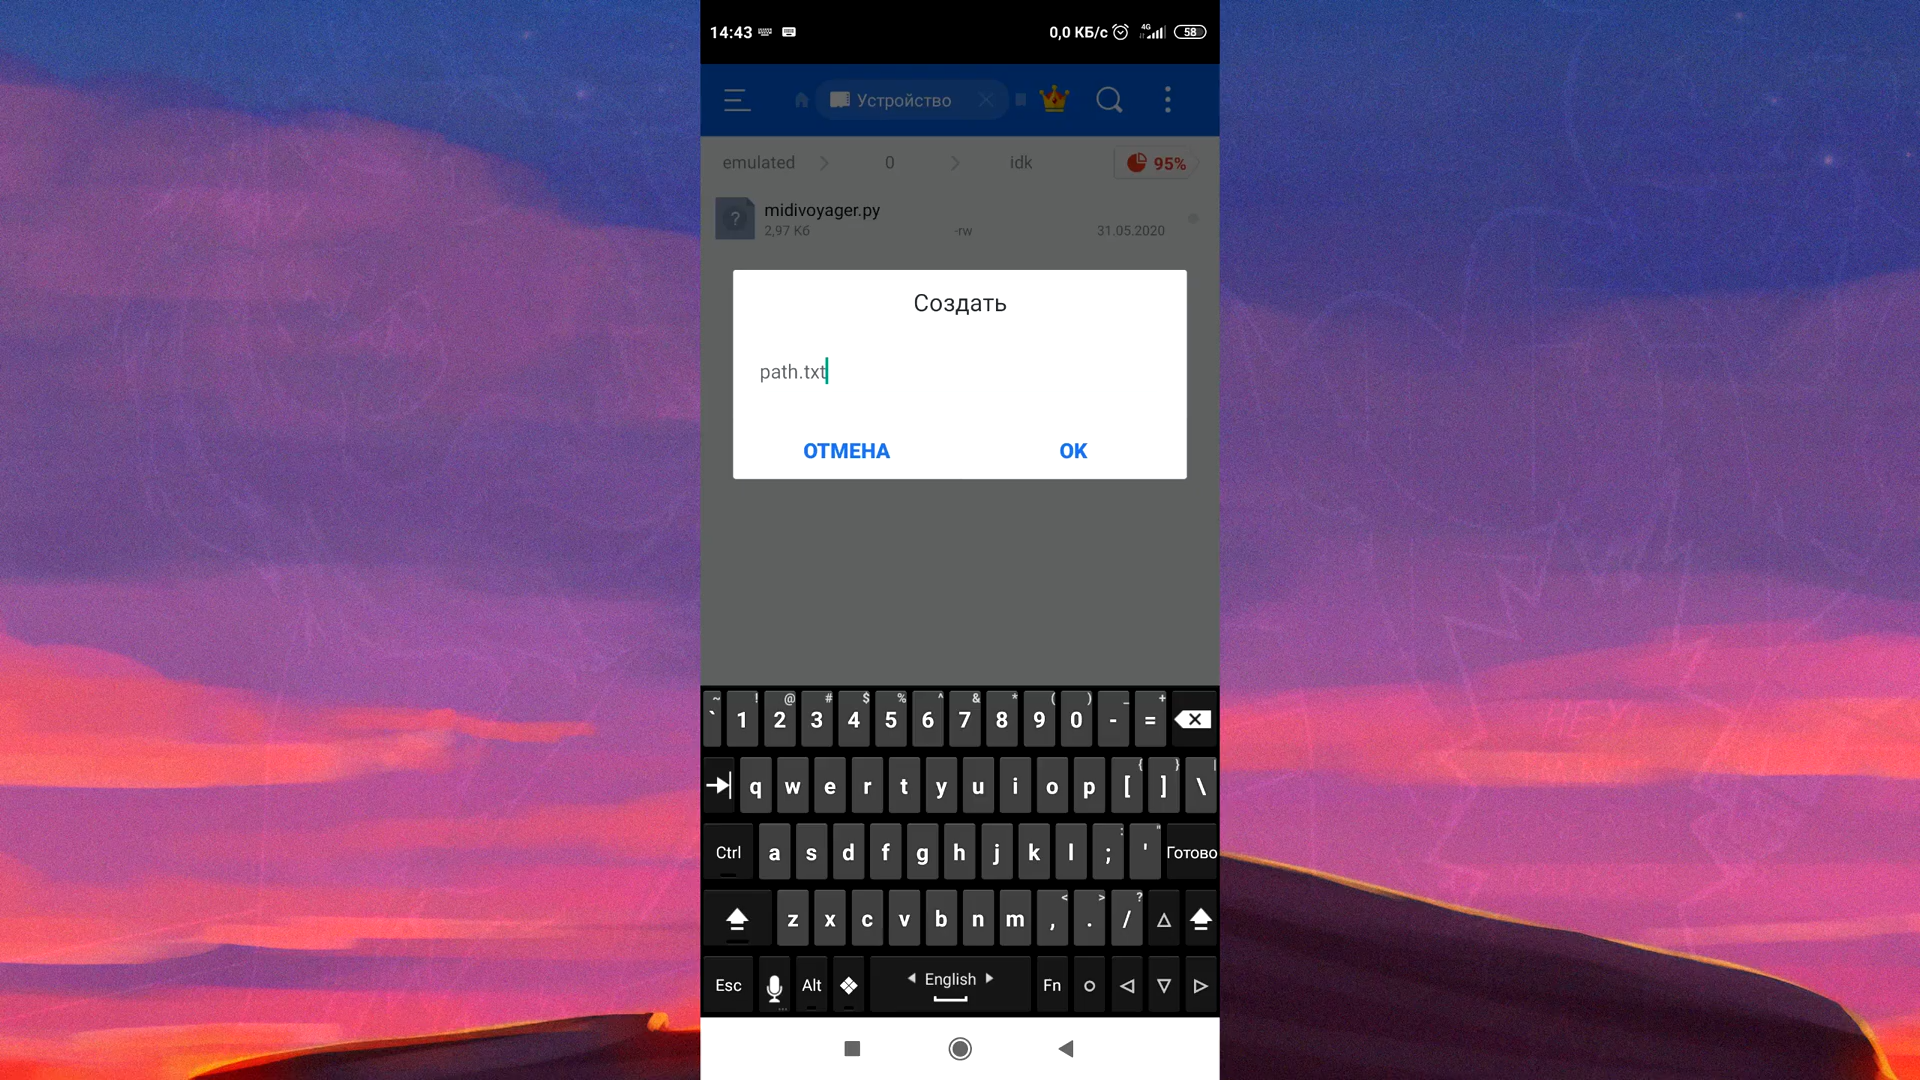 14:43 0,0 КБ/с 4G 58
Устройство
emulated 0 idk 95%
midivoyager.py
2,97 Кб -rw 31.05.2020
Создать
path.txt
ОТМЕНА OK
~ ! @ # $ % ^ & * ( ) _ +
` 1 2 3 4 5 6 7 8 9 0 - =
{ } |
q w e r t y u i o p [ ] \
: "
Ctrl a s d f g h j k l ; ' Готово
< > ?
z x c v b n m , . /
Esc Alt English Fn